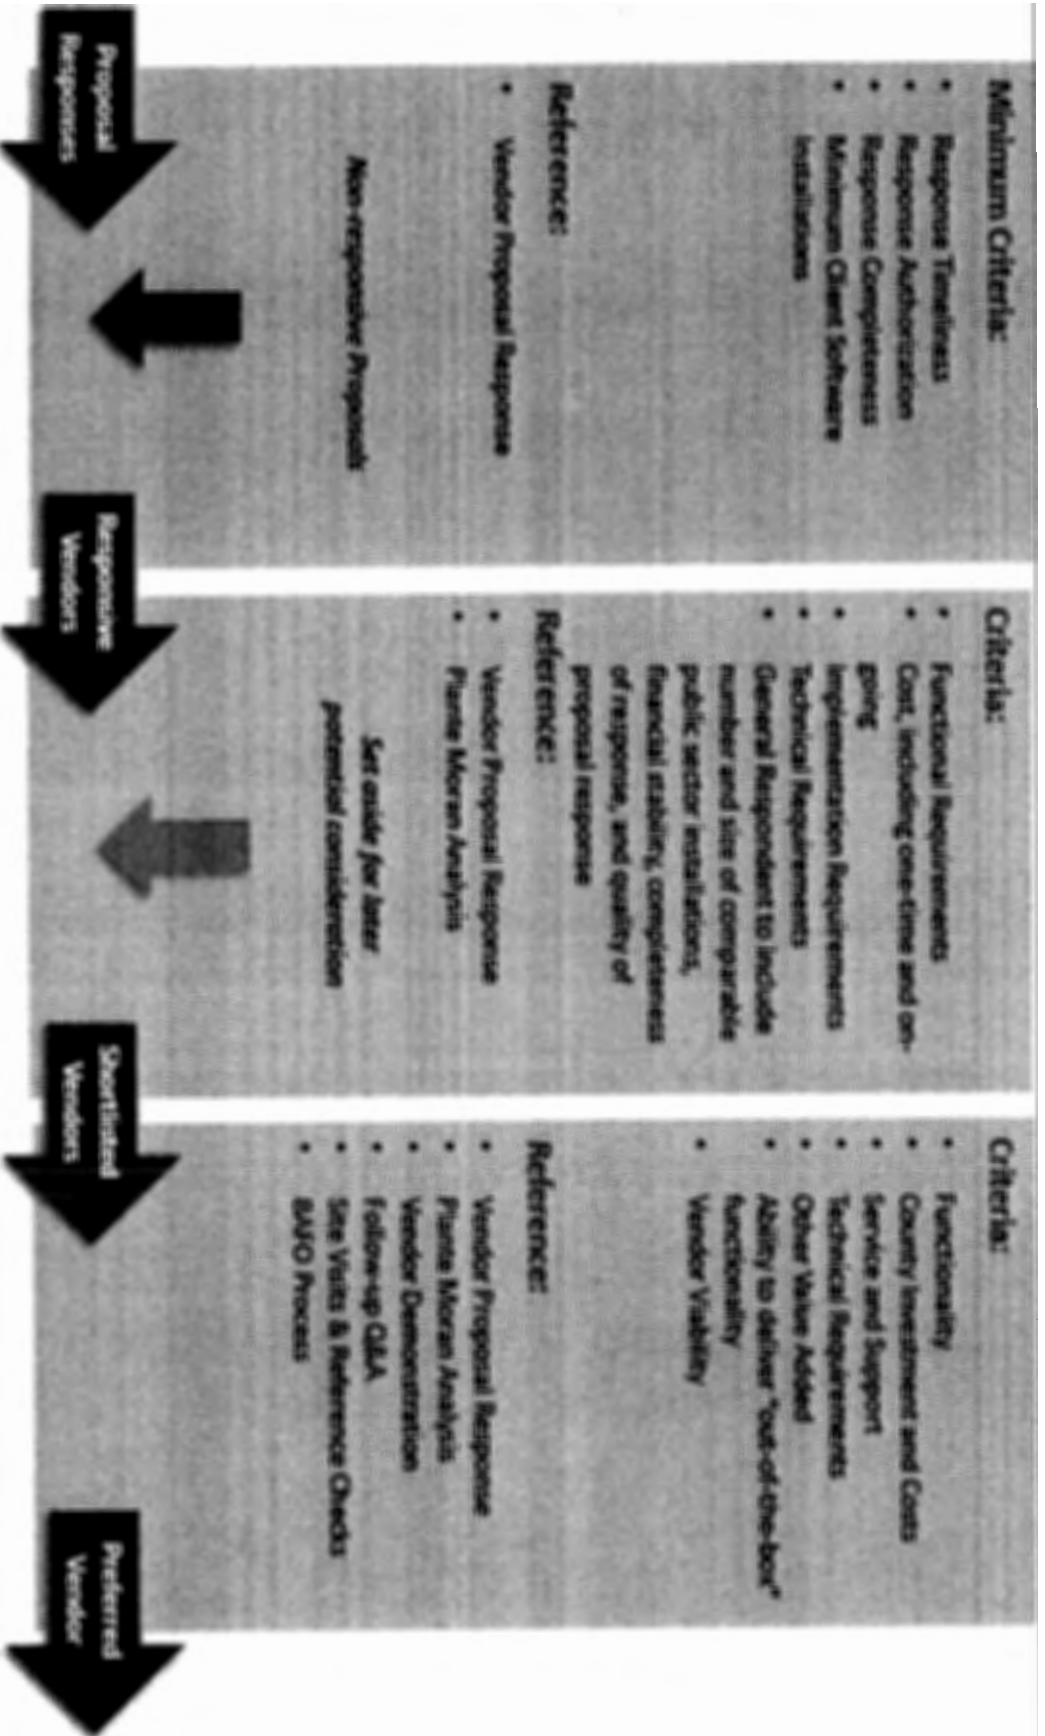 Minimum Criteria:
• Response Timeliness
• Response Authorization
• Response Completeness
• Minimum Client Software
Installations
Reference:
• Vendor Proposal Response
Non-responsive Proposals
Proposal
Responses
Criteria:
• Functional Requirements
• Cost, including one-time and on-
going
• Implementation Requirements
• Technical Requirements
• General Respondent to include
number and size of comparable
public sector installations,
financial stability, completeness
of response, and quality of
proposal response
Reference:
• Vendor Proposal Response
• Plante Moran Analysis
Set aside for later
potential consideration
Responsive
Vendors
Criteria:
• Functionality
• County Investment and Costs
• Service and Support
• Technical Requirements
• Other Value Added
• Ability to deliver "out-of-the-box"
functionality
• Vendor Viability
Reference:
• Vendor Proposal Response
• Plante Moran Analysis
• Vendor Demonstration
• Follow-up Q&A
• Site Visits & Reference Checks
• BAFO Process
Shortlisted
Vendors
Preferred
Vendor